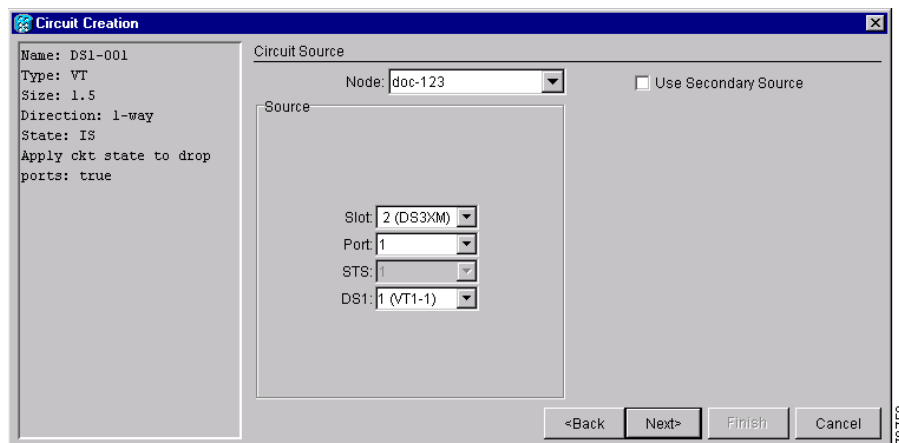 Circuit Creation
Name: DS1-001
Type: VT
Size: 1.5
Direction: 1-way
State: IS
Apply ckt state to drop
ports: true
Circuit Source
Node: doc-123
Use Secondary Source
Source
Slot: 2 (DS3XM)
Port: 1
STS: 1
DS1: 1 (VT1-1)
<Back
Next>
Finish
Cancel